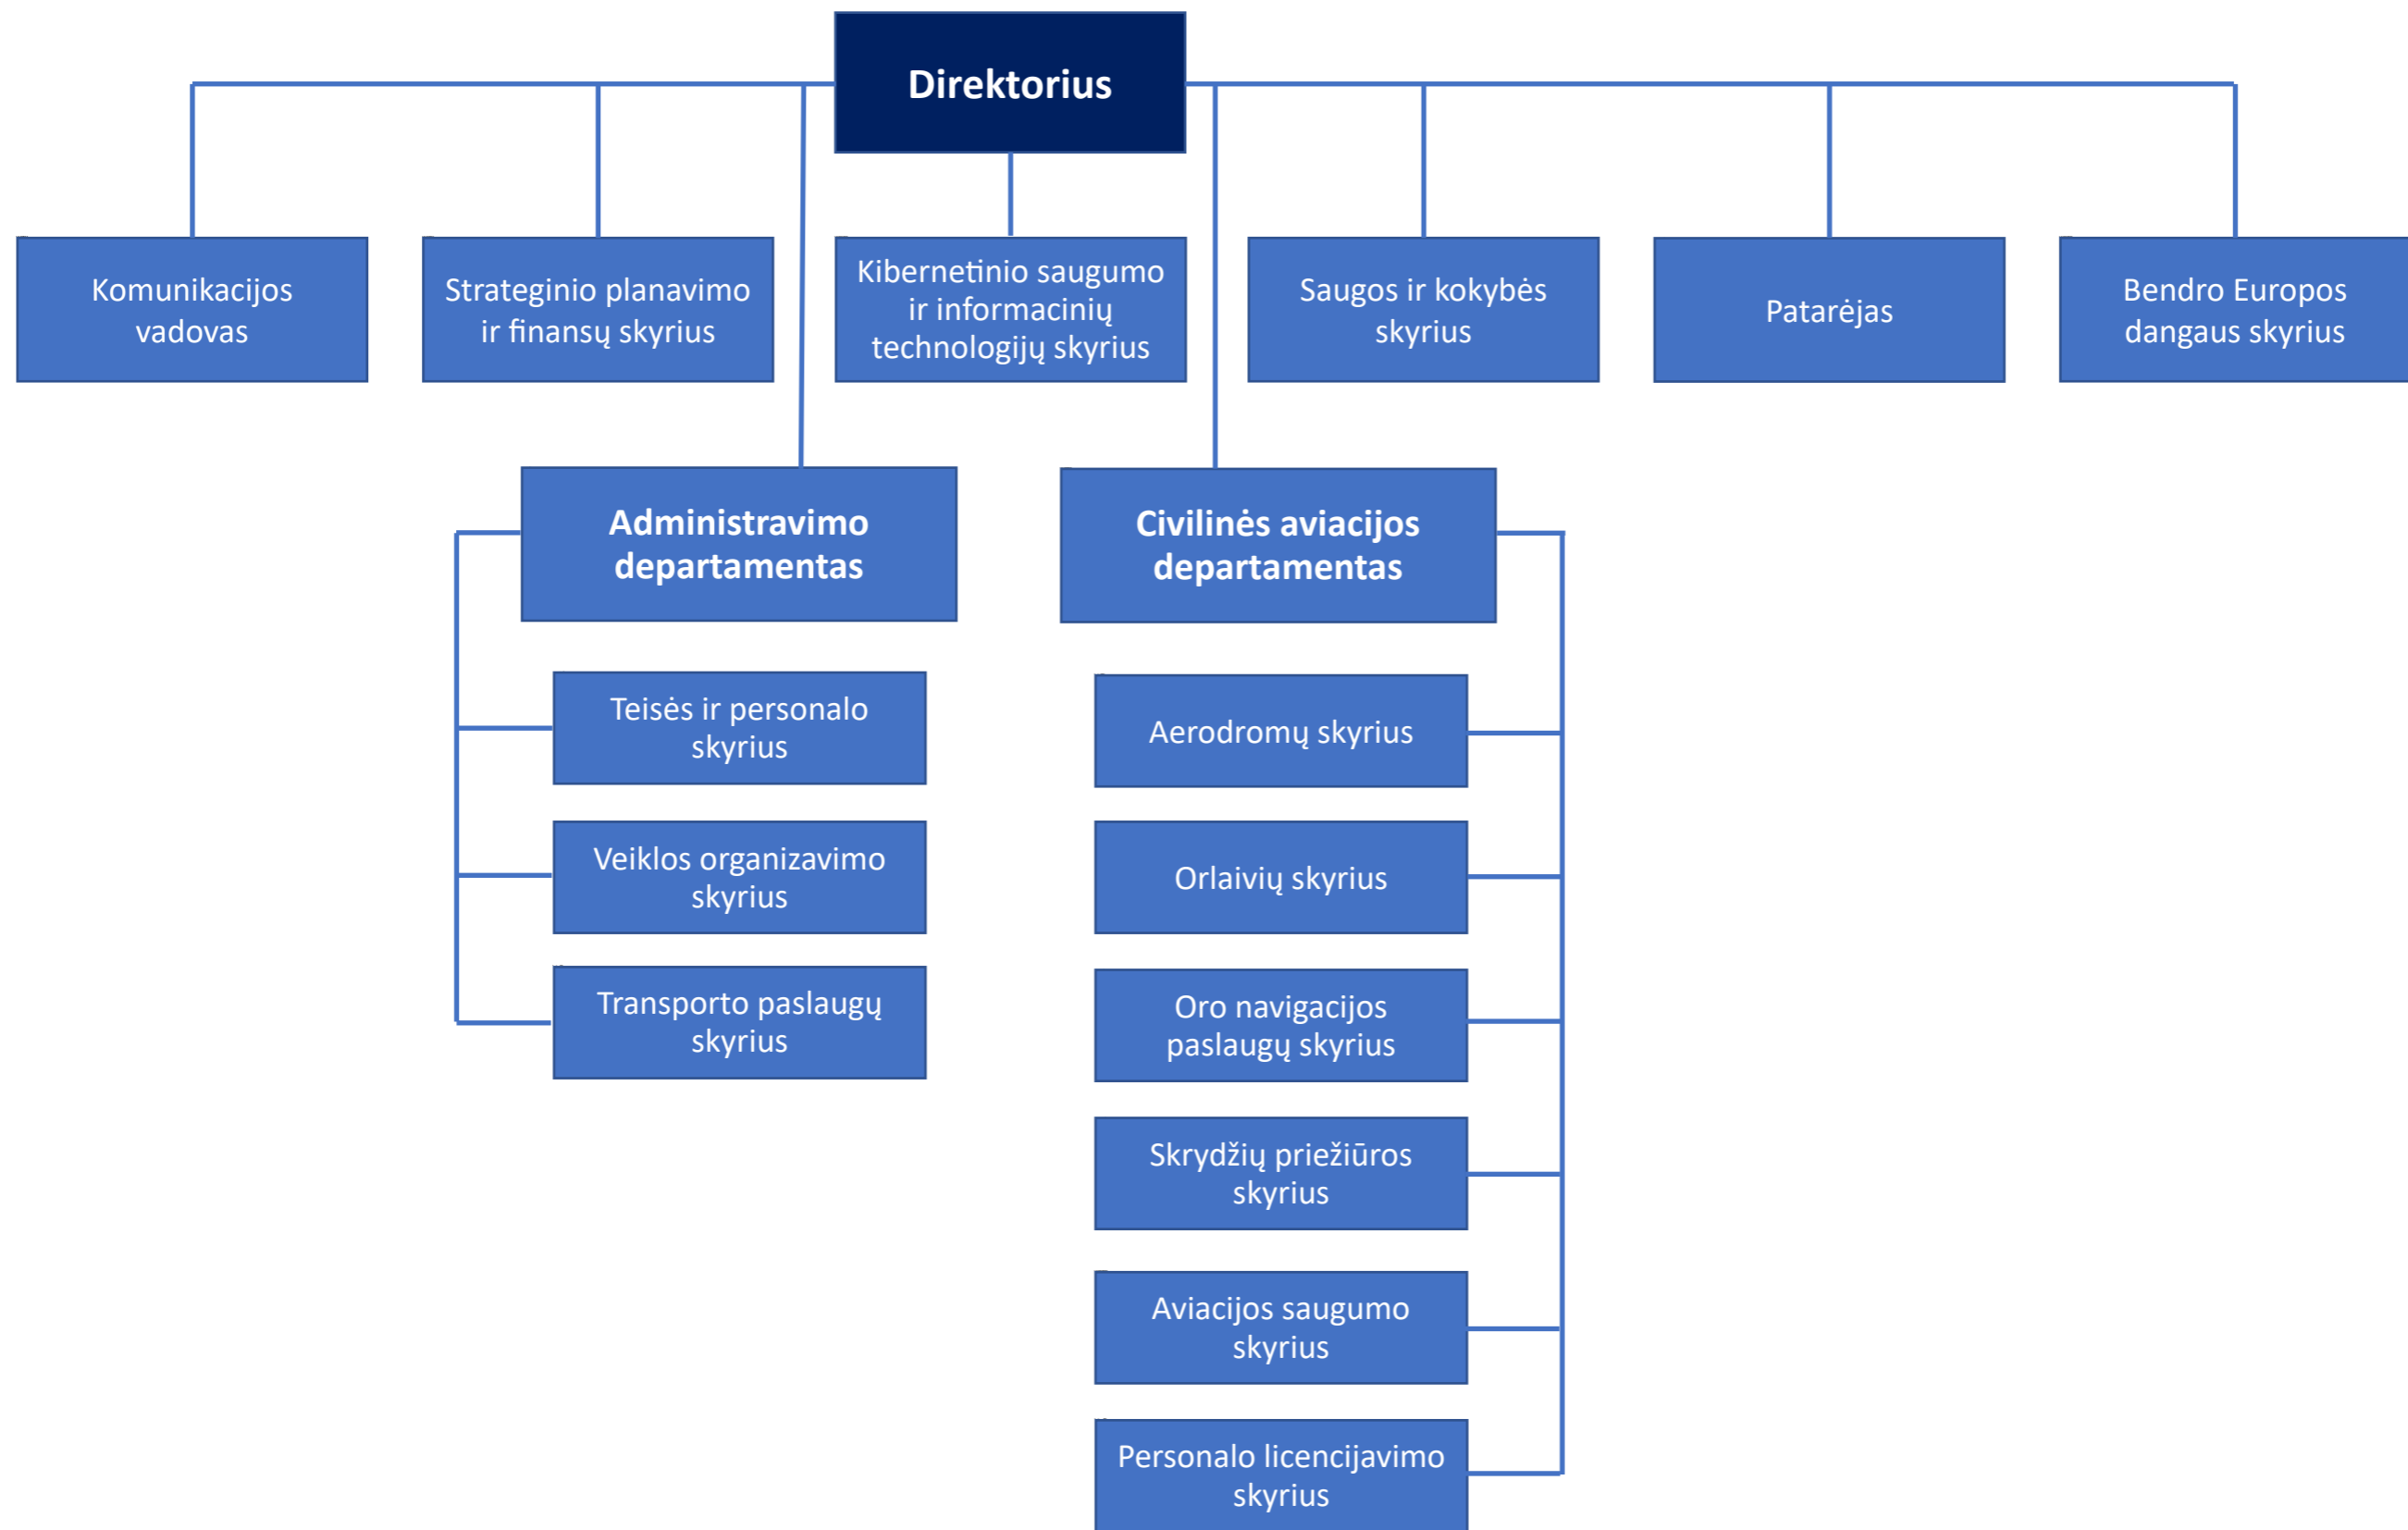 Direktorius
Komunikacijos
vadovas
Strateginio planavimo
ir finansų skyrius
Kibernetinio saugumo
ir informacinių
technologijų skyrius
Saugos ir kokybės
skyrius
Patarėjas
Bendro Europos
dangaus skyrius
Administravimo
departamentas
Teisės ir personalo
skyrius
Veiklos organizavimo
skyrius
Transporto paslaugų
skyrius
Civilinės aviacijos
departamentas
Aerodromų skyrius
Orlaivių skyrius
Oro navigacijos
paslaugų skyrius
Skrydžių priežiūros
skyrius
Aviacijos saugumo
skyrius
Personalo licencijavimo
skyrius